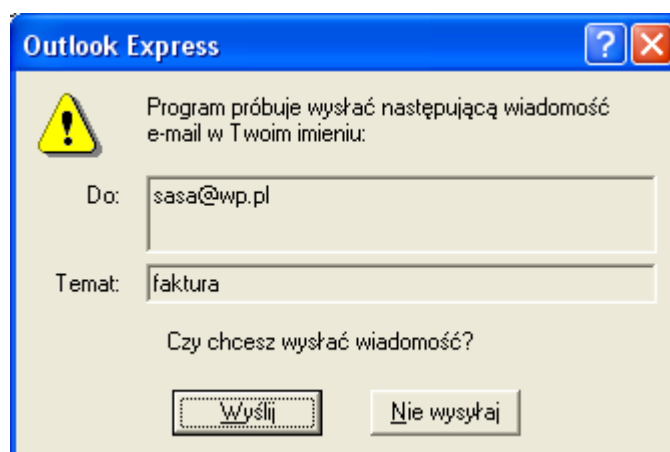 Outlook Express
Program próbuje wysłać następującą wiadomość
e-mail w Twoim imieniu:
Do: sasa@wp.pl
Temat: faktura
Czy chcesz wysłać wiadomość?
Wyślij Nie wysyłaj